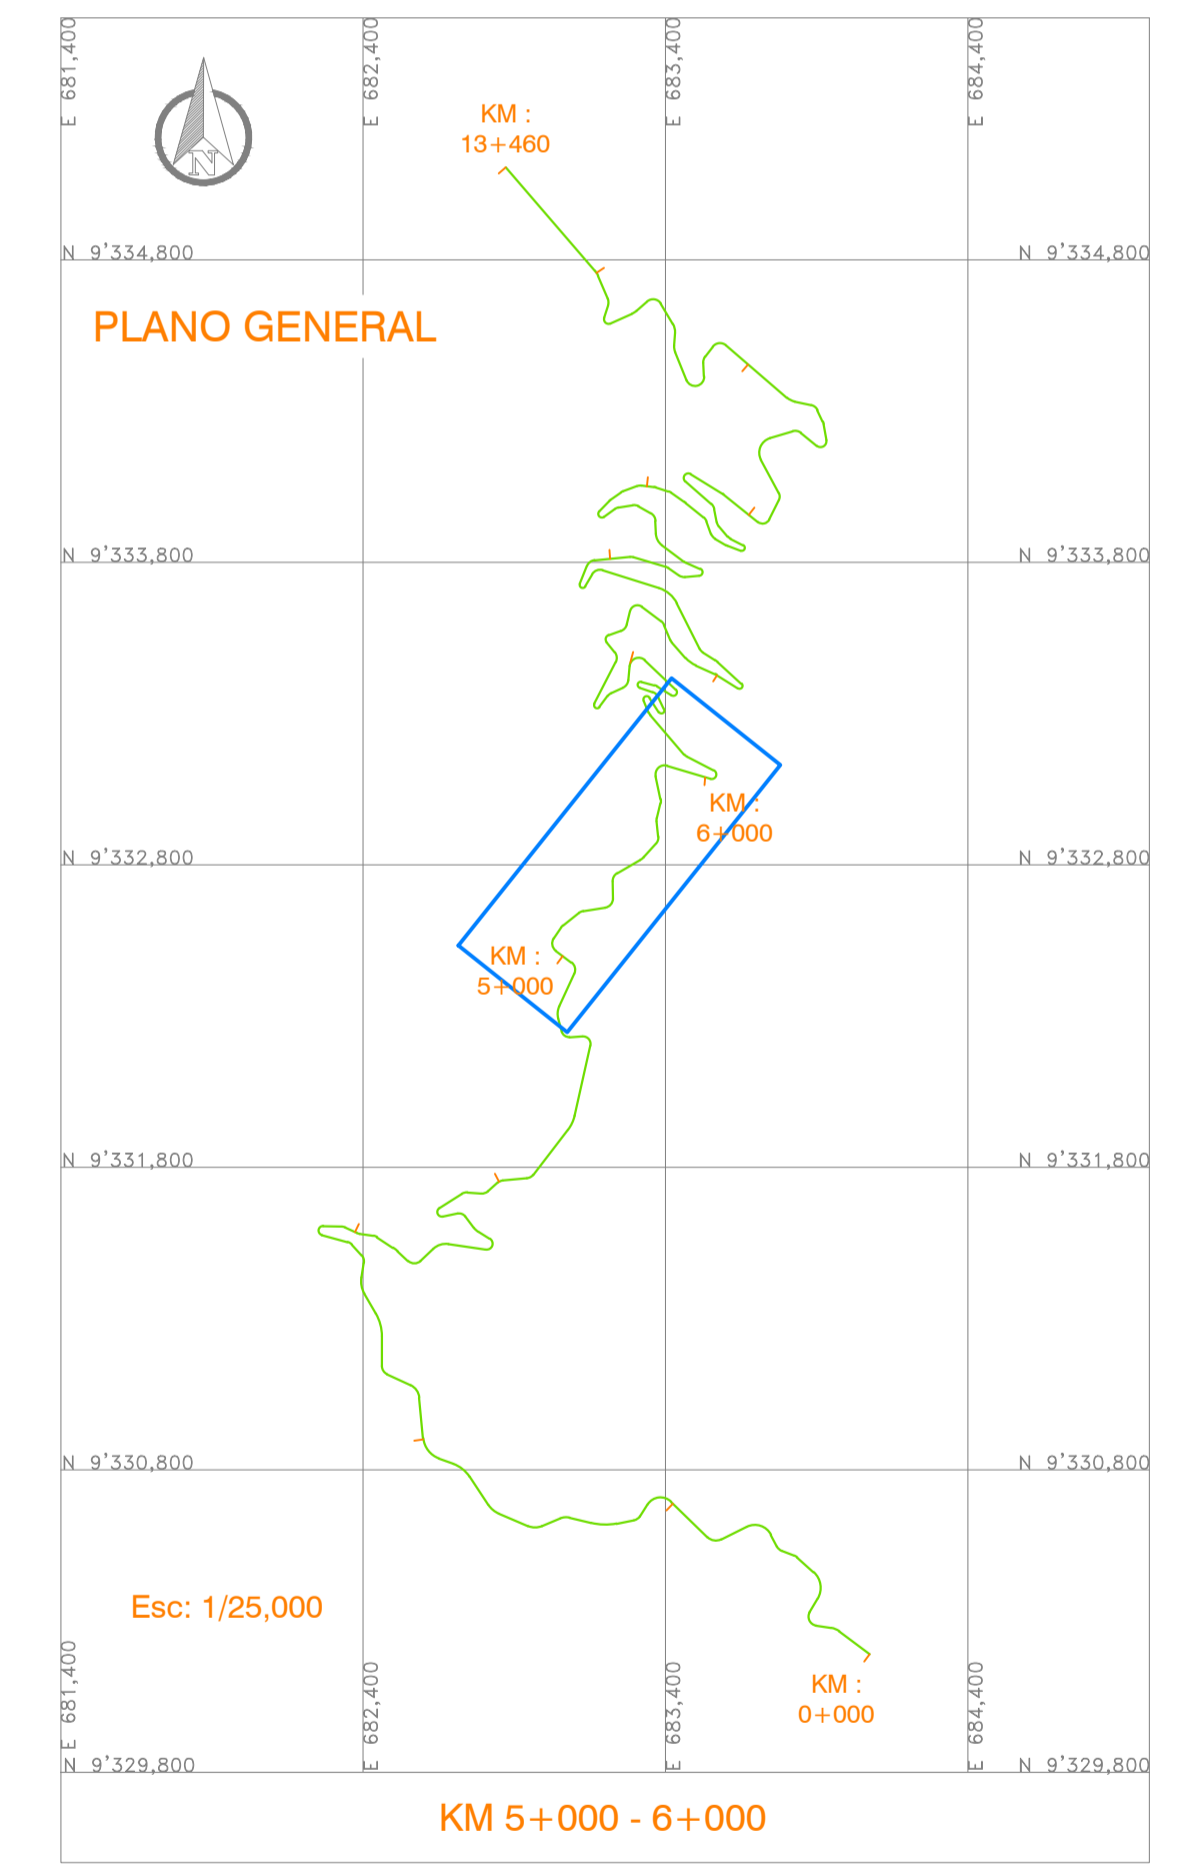 E 681,400
E 682,400
E 683,400
E 684,400
N
KM :
13+460
N 9'334,800
N 9'334,800
PLANO GENERAL
N 9'333,800
N 9'333,800
KM :
6+000
N 9'332,800
N 9'332,800
KM :
5+000
N 9'331,800
N 9'331,800
N 9'330,800
N 9'330,800
Esc: 1/25,000
KM :
0+000
E 681,400
E 682,400
E 683,400
E 684,400
N 9'329,800
N 9'329,800
KM 5+000 - 6+000